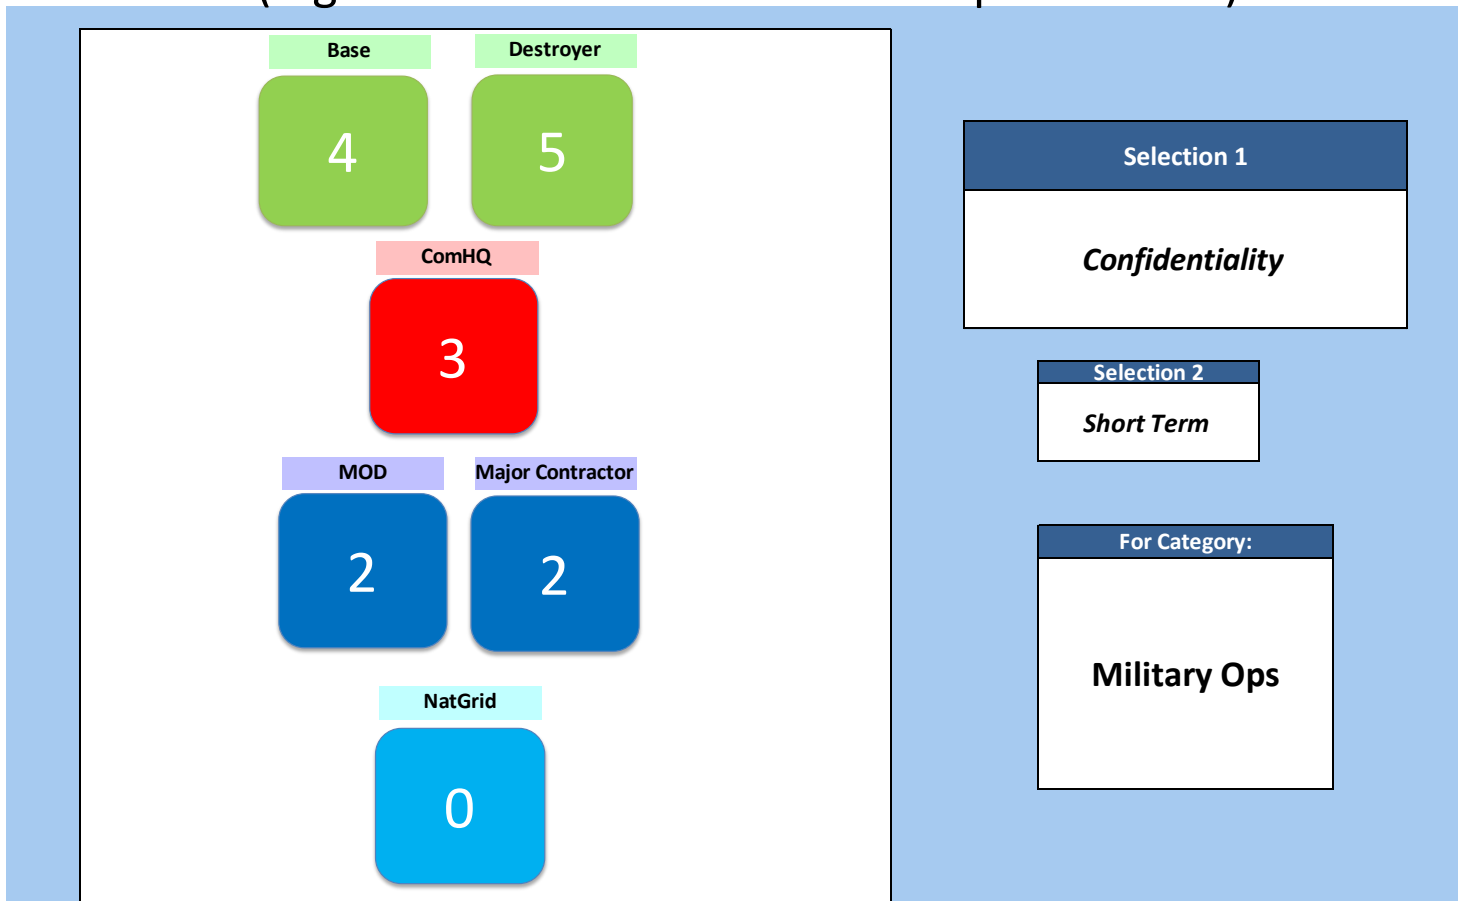 Base Destroyer
4 5
ComHQ
3
MOD Major Contractor
2 2
NatGrid
0
Selection 1
Confidentiality
Selection 2
Short Term
For Category:
Military Ops